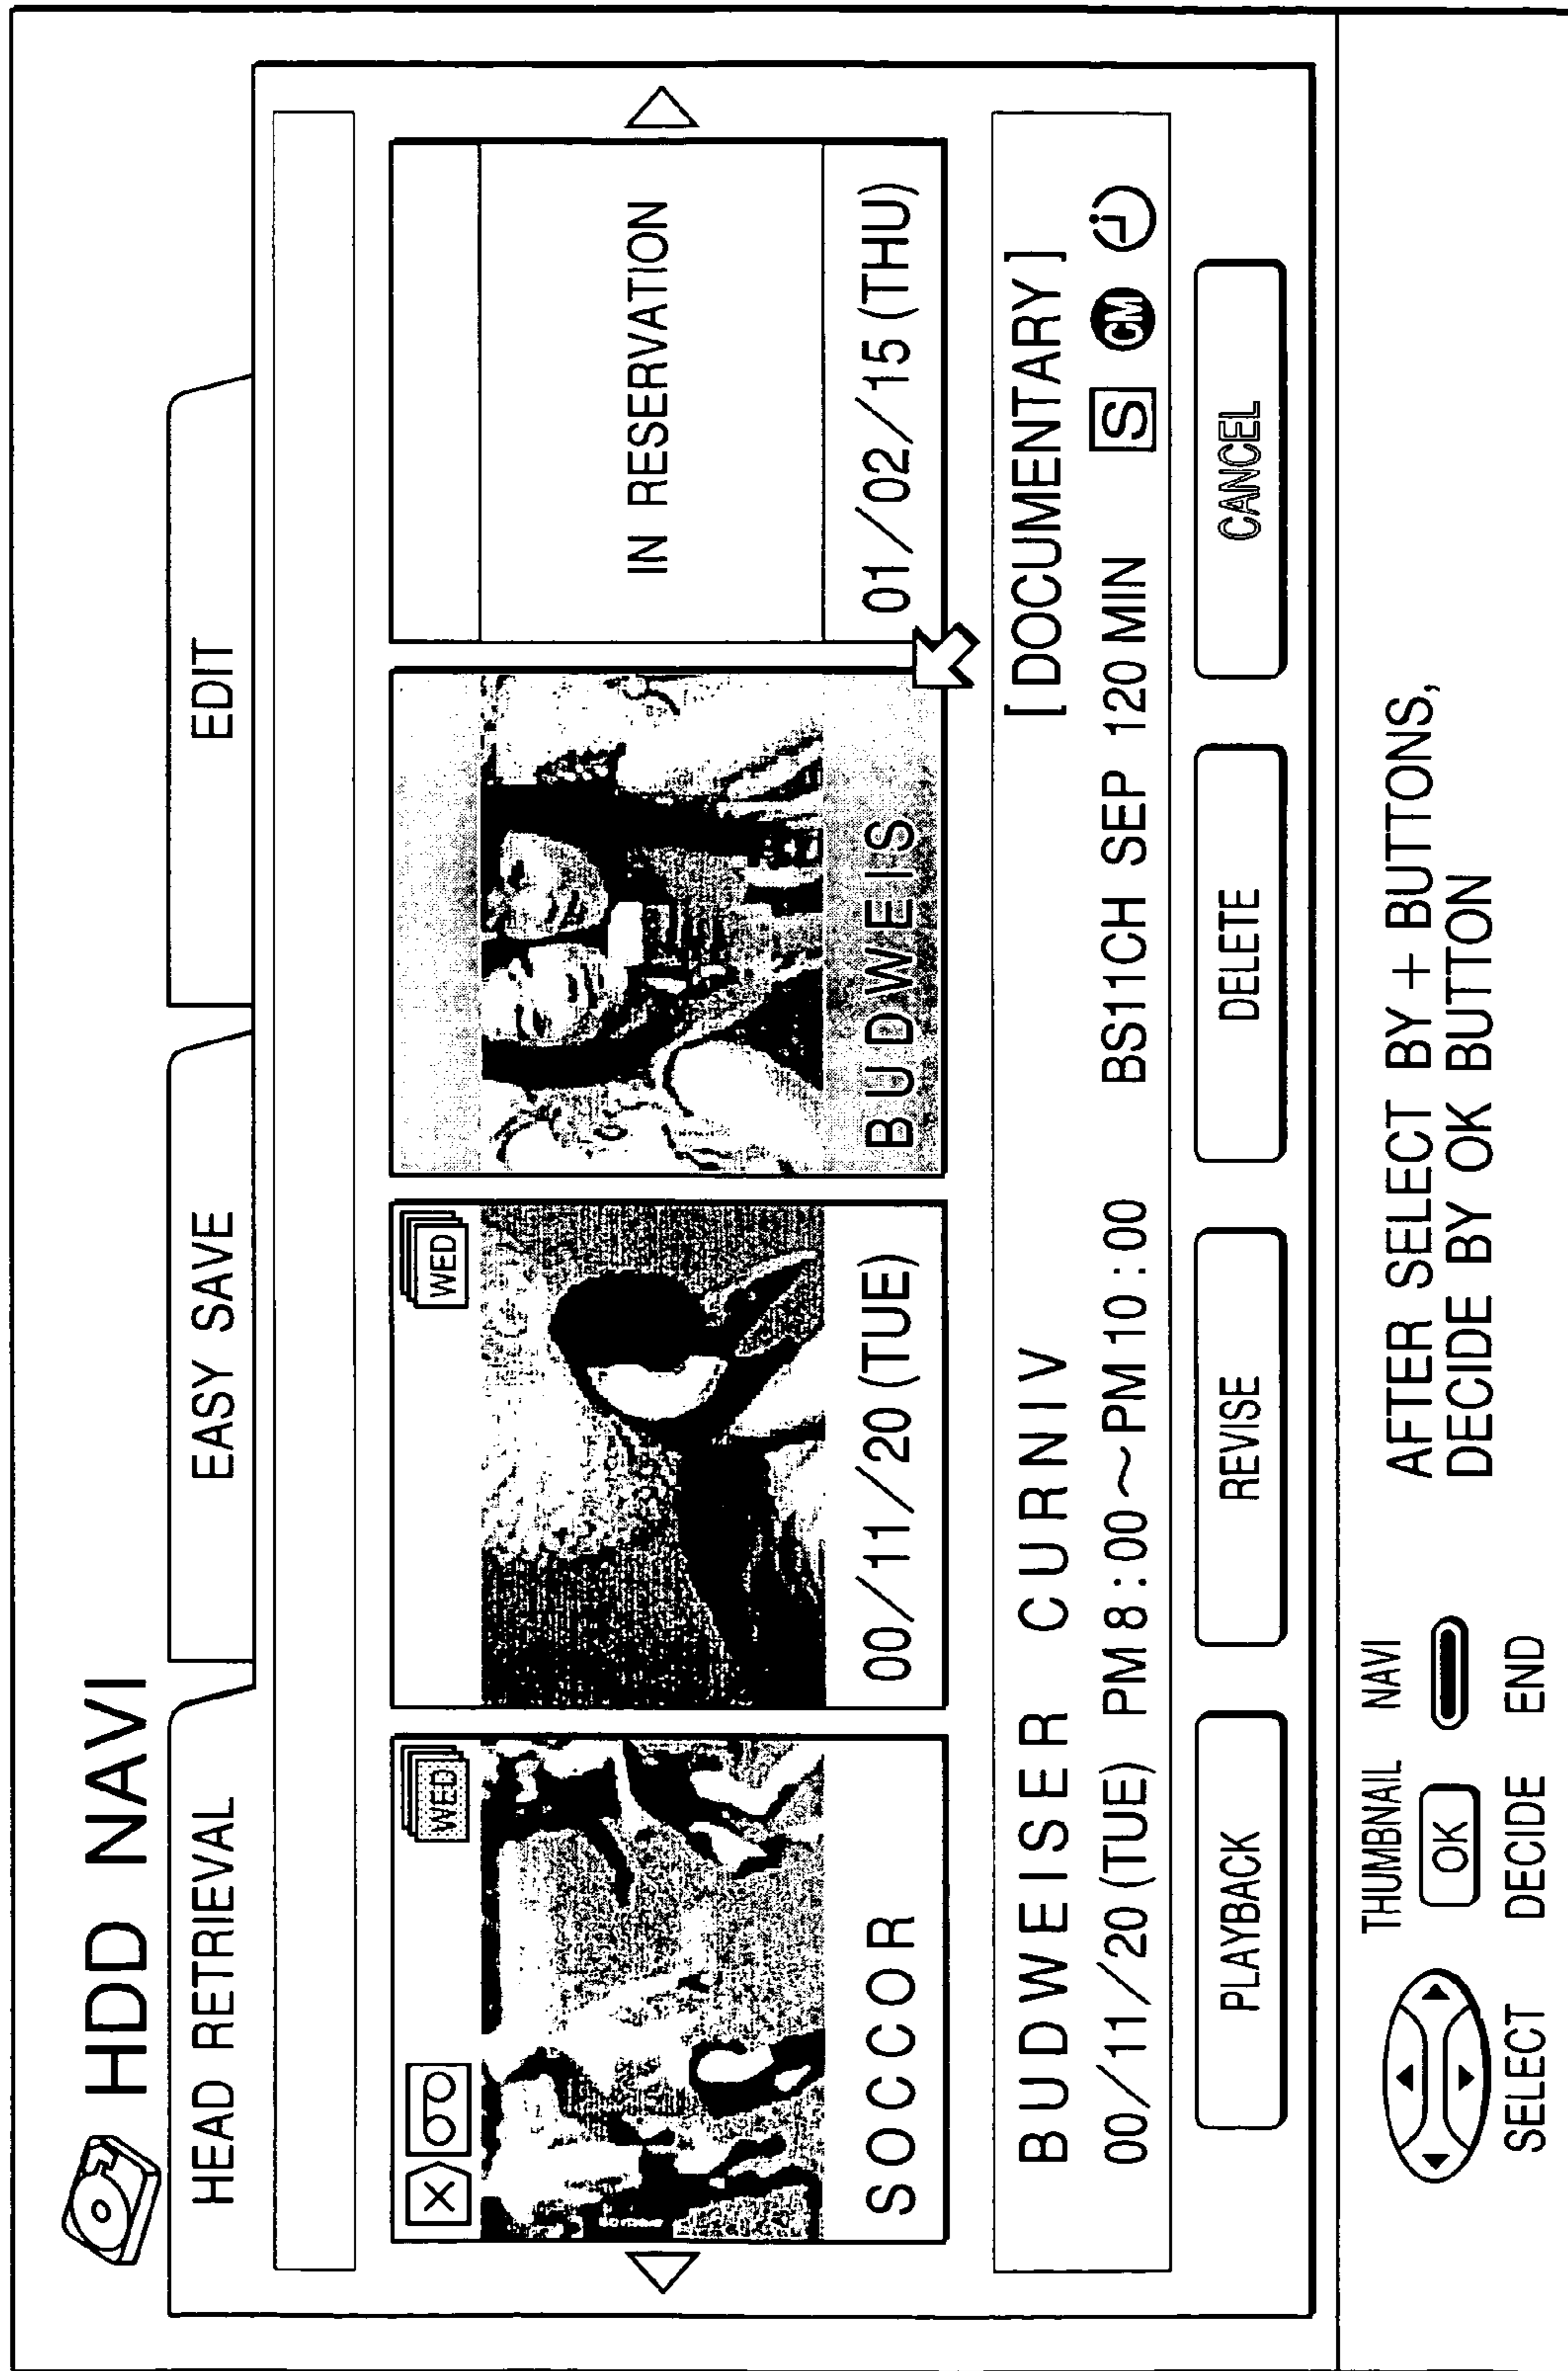 HDD NAVI
HEAD RETRIEVAL
EASY SAVE
EDIT
WED
SOCCOR
WED
00/11/20 (TUE)
BUDWEIS
IN RESERVATION
01/02/15 (THU)
BUDWEISER CURNIV [DOCUMENTARY]
00/11/20 (TUE) PM 8:00~PM 10:00 BS11CH SEP 120 MIN S CM
PLAYBACK
REVISE
DELETE
CANCEL
THUMBNAIL NAVI
OK
SELECT DECIDE END
AFTER SELECT BY + BUTTONS,
DECIDE BY OK BUTTON